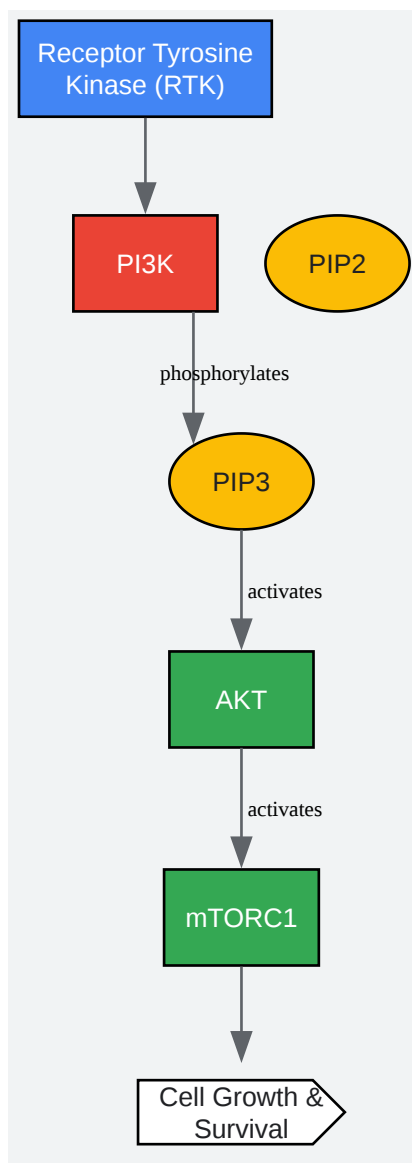 Receptor Tyrosine
Kinase (RTK)
PI3K
PIP2
phosphorylates
PIP3
activates
AKT
activates
mTORC1
Cell Growth &
Survival